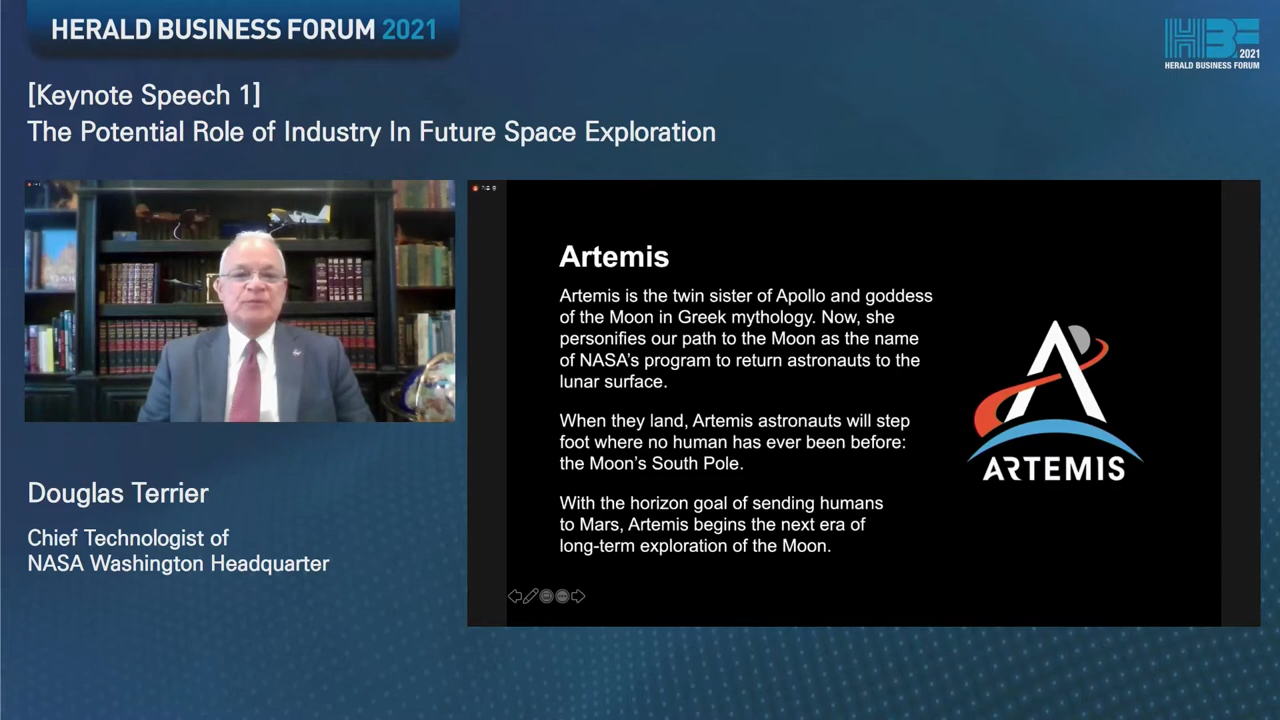 HERALD BUSINESS FORUM 2021
HBF
2021
HERALD BUSINESS FORUM
[Keynote Speech 1]
The Potential Role of Industry In Future Space Exploration
Douglas Terrier
Chief Technologist of
NASA Washington Headquarter
Artemis
Artemis is the twin sister of Apollo and goddess
of the Moon in Greek mythology. Now, she
personifies our path to the Moon as the name
of NASA's program to return astronauts to the
lunar surface.
When they land, Artemis astronauts will step
foot where no human has ever been before:
the Moon's South Pole.
With the horizon goal of sending humans
to Mars, Artemis begins the next era of
long-term exploration of the Moon.
ARTEMIS